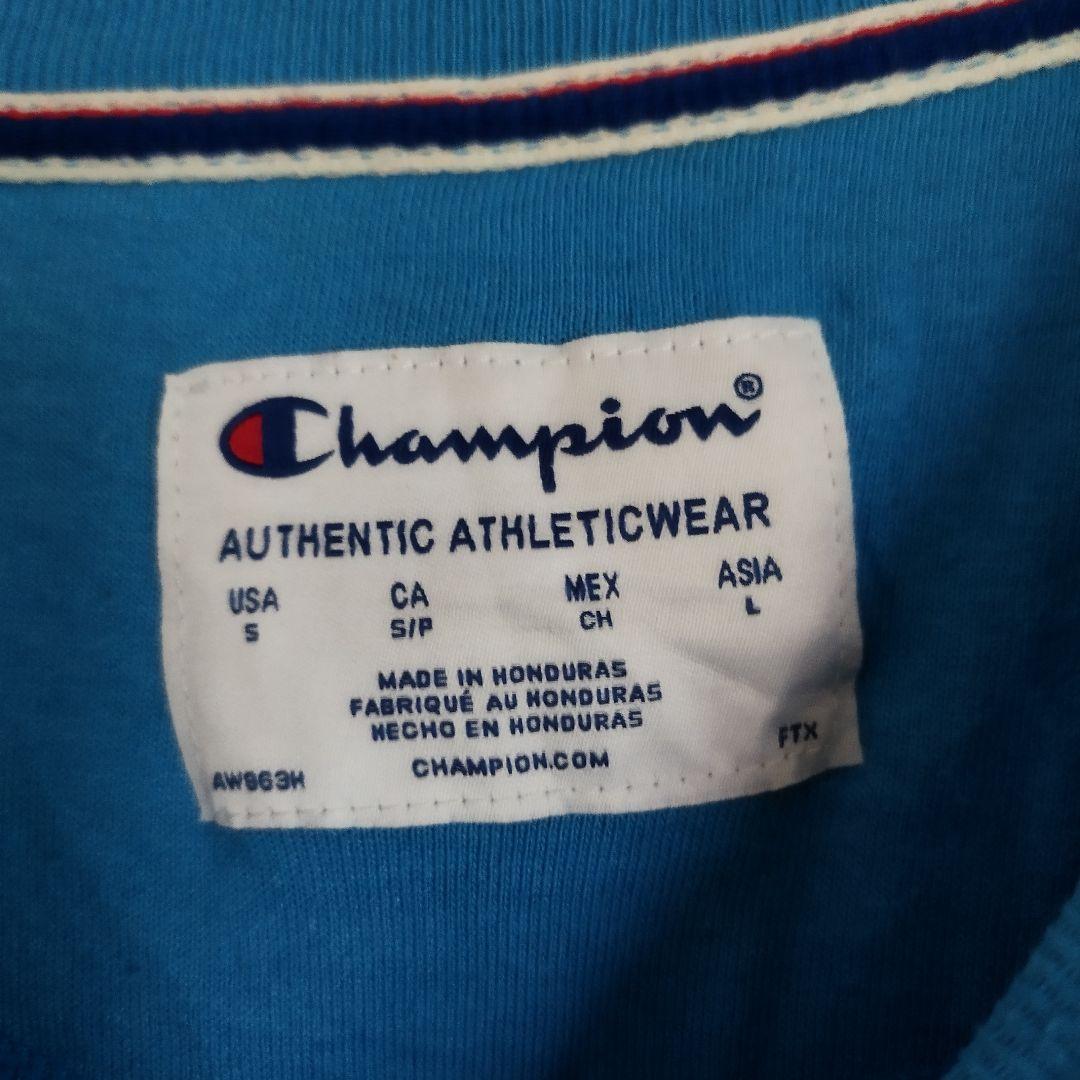 Champion®
AUTHENTIC ATHLETICWEAR
USA CA MEX ASIA
S S/P CH L
MADE IN HONDURAS
FABRIQUÉ AU HONDURAS
HECHO EN HONDURAS
AW963H CHAMPION.COM FTX